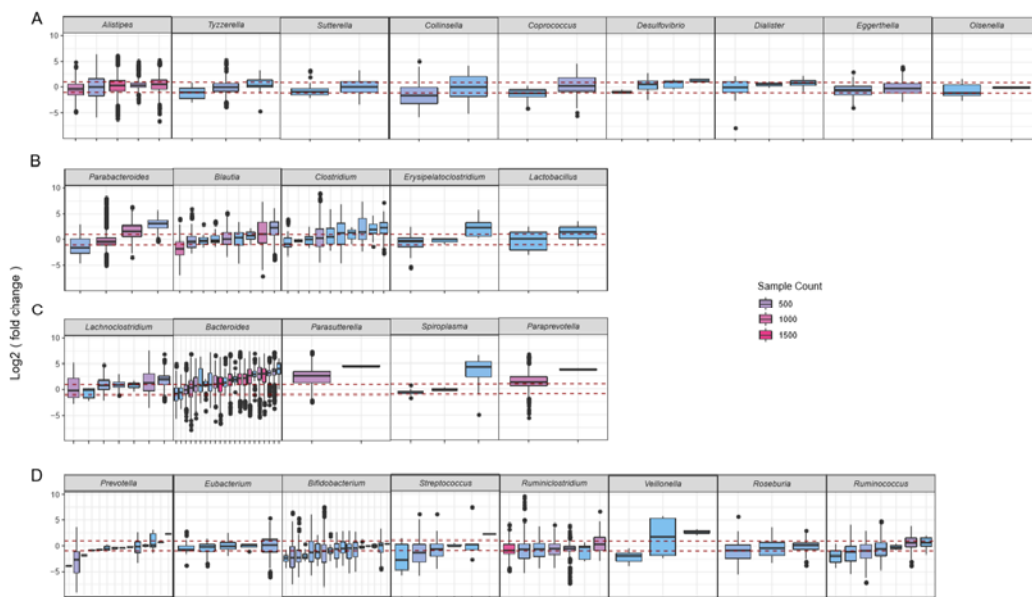 A
Alistipes Tyzzerella Sutterella Collinsella Coprococcus Desulfovibrio Dialister Eggerthella Olsenella
10
5
0
−5
B
Parabacteroides Blautia Clostridium Erysipelatoclostridium Lactobacillus
10
5
0
−5
Sample Count
500
1000
1500
Log2 ( fold change )
C
Lachnoclostridium Bacteroides Parasutterella Spiroplasma Paraprevotella
10
5
0
−5
D
Prevotella Eubacterium Bifidobacterium Streptococcus Ruminiclostridium Veillonella Roseburia Ruminococcus
10
5
0
−5